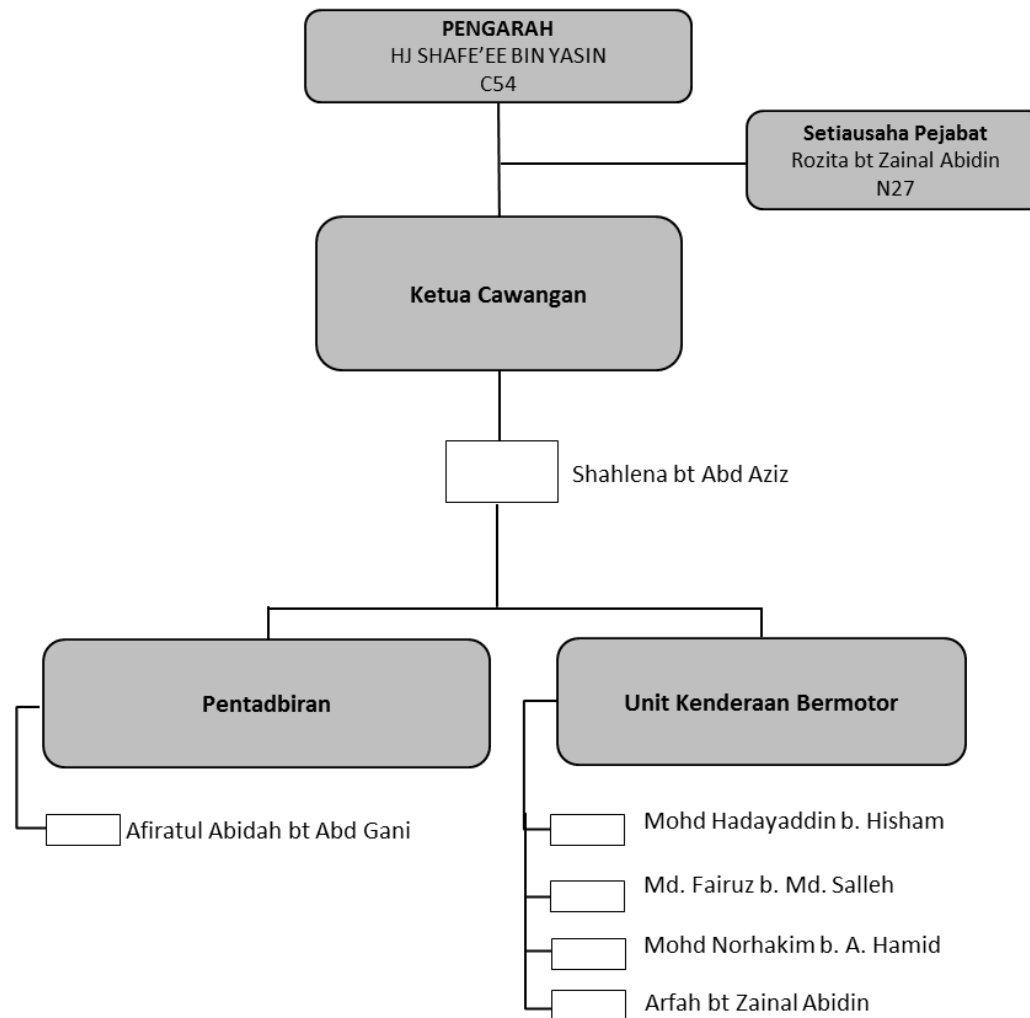 PENGARAH
HJ SHAFE’EE BIN YASIN
C54
Setiausaha Pejabat
Rozita bt Zainal Abidin
N27
Ketua Cawangan
Shahlena bt Abd Aziz
Pentadbiran
Unit Kenderaan Bermotor
Afiratul Abidah bt Abd Gani
Mohd Hadayaddin b. Hisham
Md. Fairuz b. Md. Salleh
Mohd Norhakim b. A. Hamid
Arfah bt Zainal Abidin